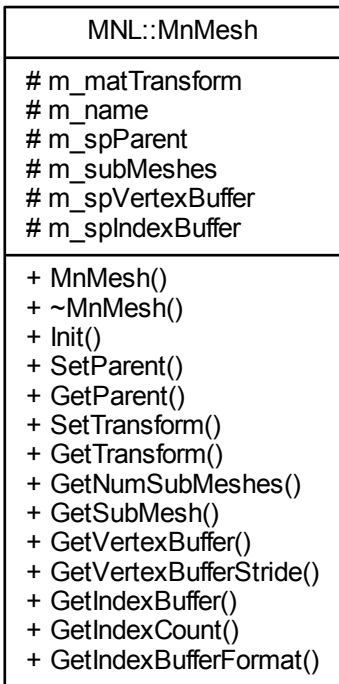 MNL::MnMesh
# m_matTransform
# m_name
# m_spParent
# m_subMeshes
# m_spVertexBuffer
# m_spIndexBuffer
+ MnMesh()
+ ~MnMesh()
+ Init()
+ SetParent()
+ GetParent()
+ SetTransform()
+ GetTransform()
+ GetNumSubMeshes()
+ GetSubMesh()
+ GetVertexBuffer()
+ GetVertexBufferStride()
+ GetIndexBuffer()
+ GetIndexCount()
+ GetIndexBufferFormat()